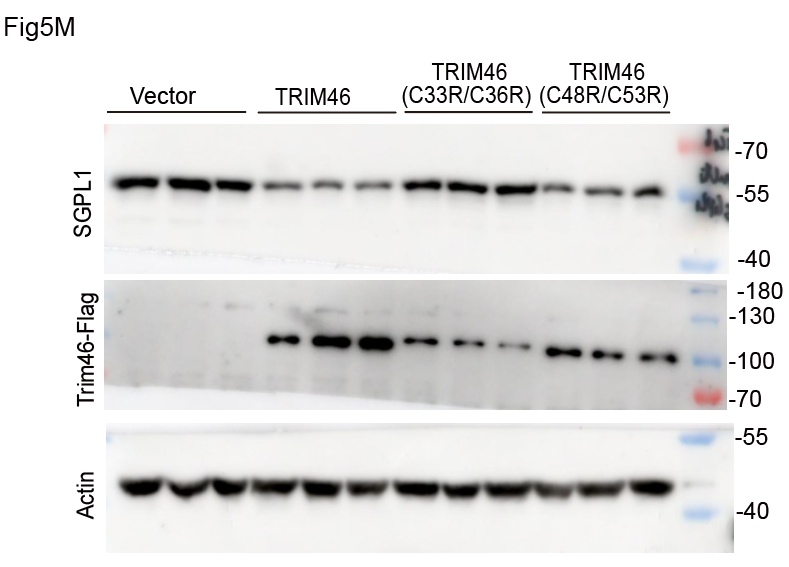 Fig5M
Vector
TRIM46
TRIM46
(C33R/C36R)
TRIM46
(C48R/C53R)
SGPL1
-70
-55
-40
Trim46-Flag
-180
-130
-100
-70
Actin
-55
-40